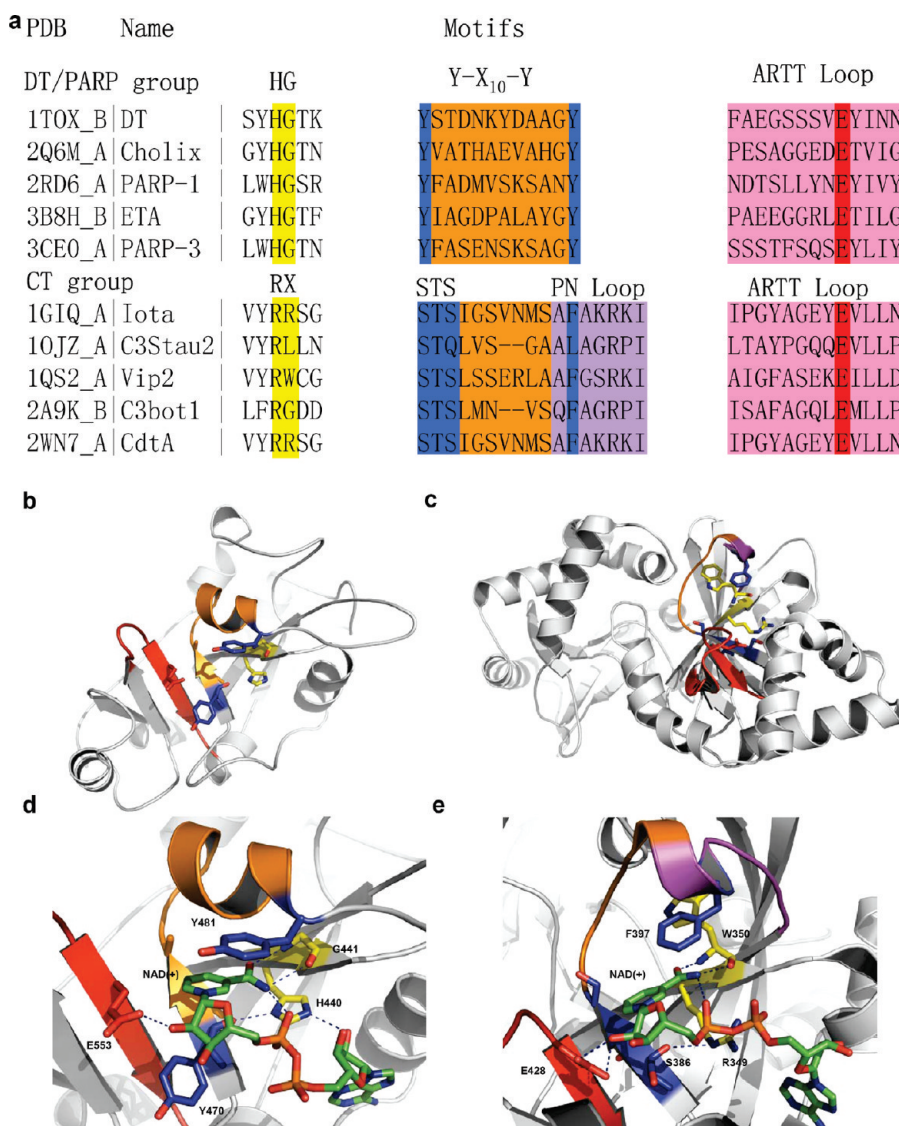 a PDB Name Motifs
DT/PARP group HG Y-X10-Y ARTT Loop
1TOX_B|DT | SYHGTK YSTDNKYDAAGY FAEGSSSVEYINN
2Q6M_A|Cholix | GYHGTN YVATHAEVAHGY PESAGGEDETVIG
2RD6_A|PARP-1 | LWHGSR YFADMVSKSANY NDTSLLYNEYIVY
3B8H_B|ETA | GYHGTF YIAGDPALAYGY PAEEGGRLETILG
3CE0_A|PARP-3 | LWHGTN YFASENSKSAGY SSSTFSQSEYLIY
CT group RX STS PN Loop ARTT Loop
1GIQ_A|Iota | VYRRSG STSIGSVNMSAFAKRKI IPGYAGEYEVLLN
1OJZ_A|C3Stau2 | VYRLLN STQLVS--GAALAGRPI LTAYPGQQEVLLP
1QS2_A|Vip2 | VYRWCG STSLSSERLAAFGSRKI AIGFASEKEILLD
2A9K_B|C3bot1 | LFRGDD STSLMN--VSQFAGRPI ISAFAGQLEMLLP
2WN7_A|CdtA | VYRRSG STSIGSVNMSAFAKRKI IPGYAGEYEVLLN
b
c
d
Y481
G441
NAD(+)
H440
E553
Y470
e
F397
W350
NAD(+)
S386
R349
E428